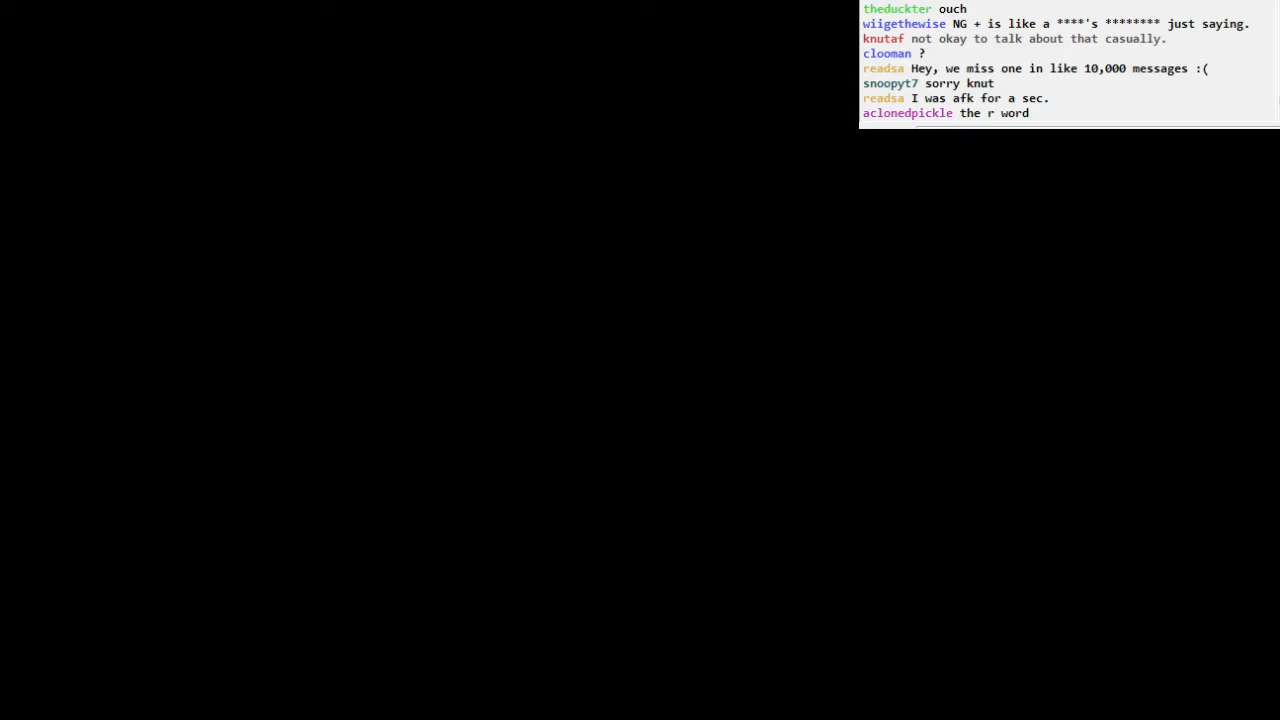 theduckter ouch
wiigethewise NG + is like a ****'s ******** just saying.
knutaf not okay to talk about that casually.
clooman ?
readsa Hey, we miss one in like 10,000 messages :(
snoopyt7 sorry knut
readsa I was afk for a sec.
aclonedpickle the r word